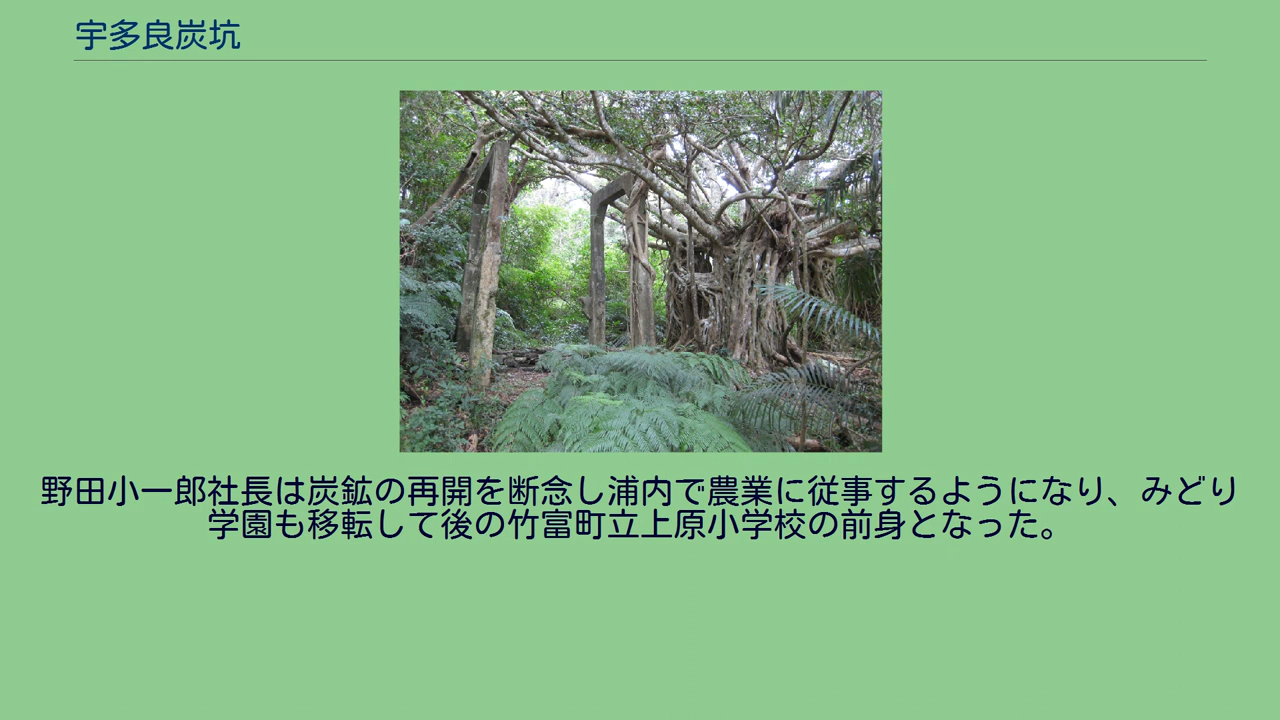 宇多良炭坑
野田小一郎社長は炭鉱の再開を断念し浦内で農業に従事するようになり、みどり
学園も移転して後の竹富町立上原小学校の前身となった。